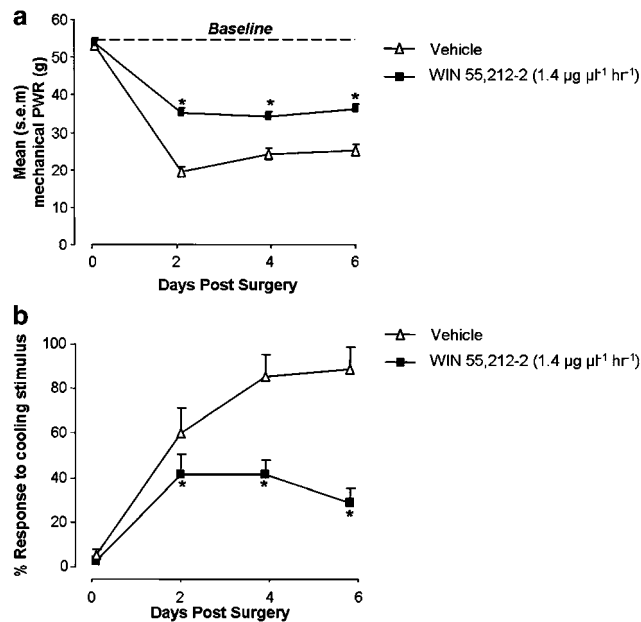 a
Baseline
60
50
40
30
20
10
0
Mean (s.e.m)
mechanical PWR (g)
* * *
0 2 4 6
Days Post Surgery
Vehicle
WIN 55,212-2 (1.4 µg µl⁻¹ hr⁻¹)
b
100
80
60
40
20
0
% Response to cooling stimulus
* * *
0 2 4 6
Days Post Surgery
Vehicle
WIN 55,212-2 (1.4 µg µl⁻¹ hr⁻¹)